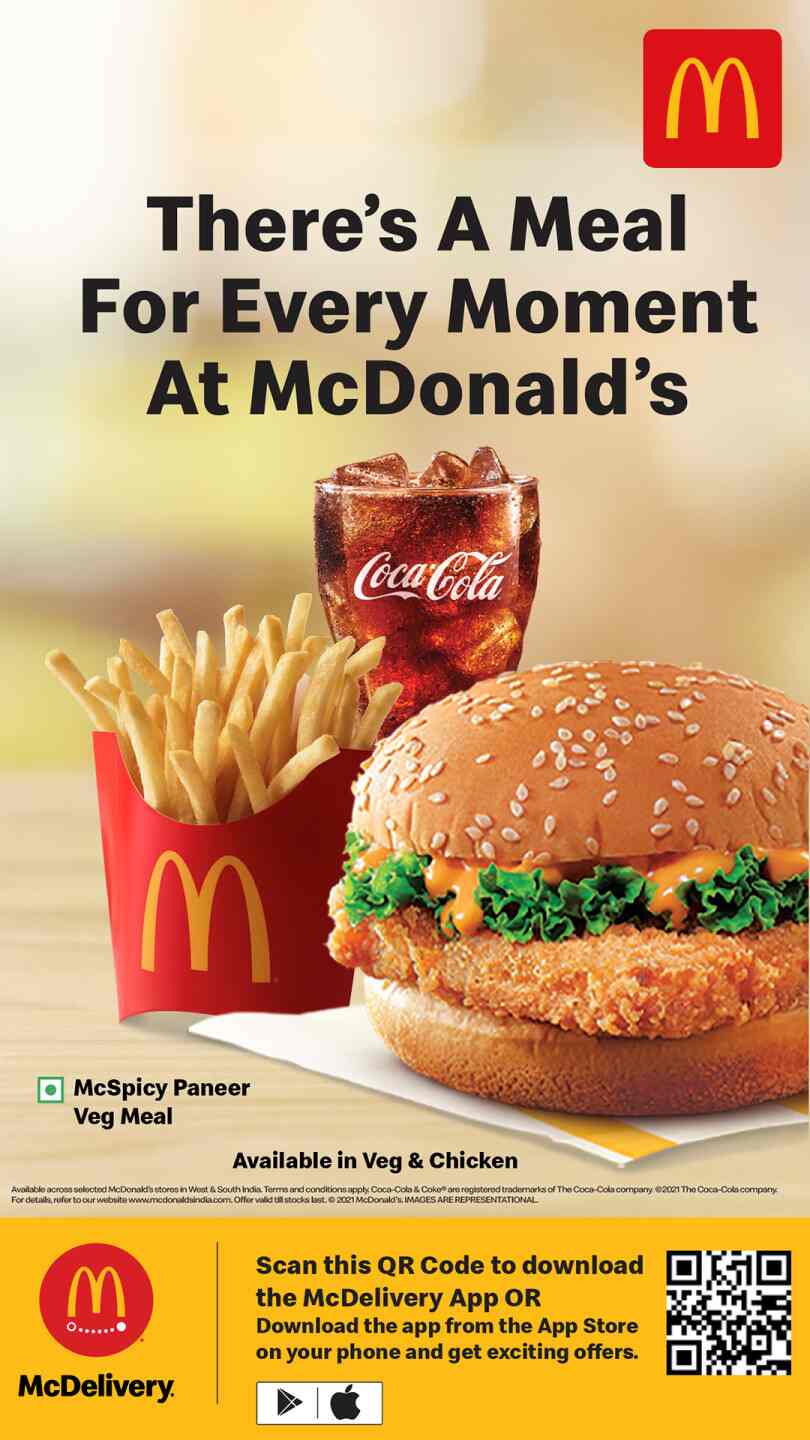 There's A Meal
For Every Moment
At McDonald's
Coca-Cola
McSpicy Paneer
Veg Meal
Available in Veg & Chicken
Available across selected McDonald's stores in West & South India. Terms and conditions apply. Coca-Cola & Coke® are registered trademarks of The Coca-Cola company. ©2021 The Coca-Cola company.
For details, refer to our website www.mcdonaldsindia.com. Offer valid till stocks last. © 2021 McDonald's. IMAGES ARE REPRESENTATIONAL.
Scan this QR Code to download
the McDelivery App OR
Download the app from the App Store
on your phone and get exciting offers.
McDelivery